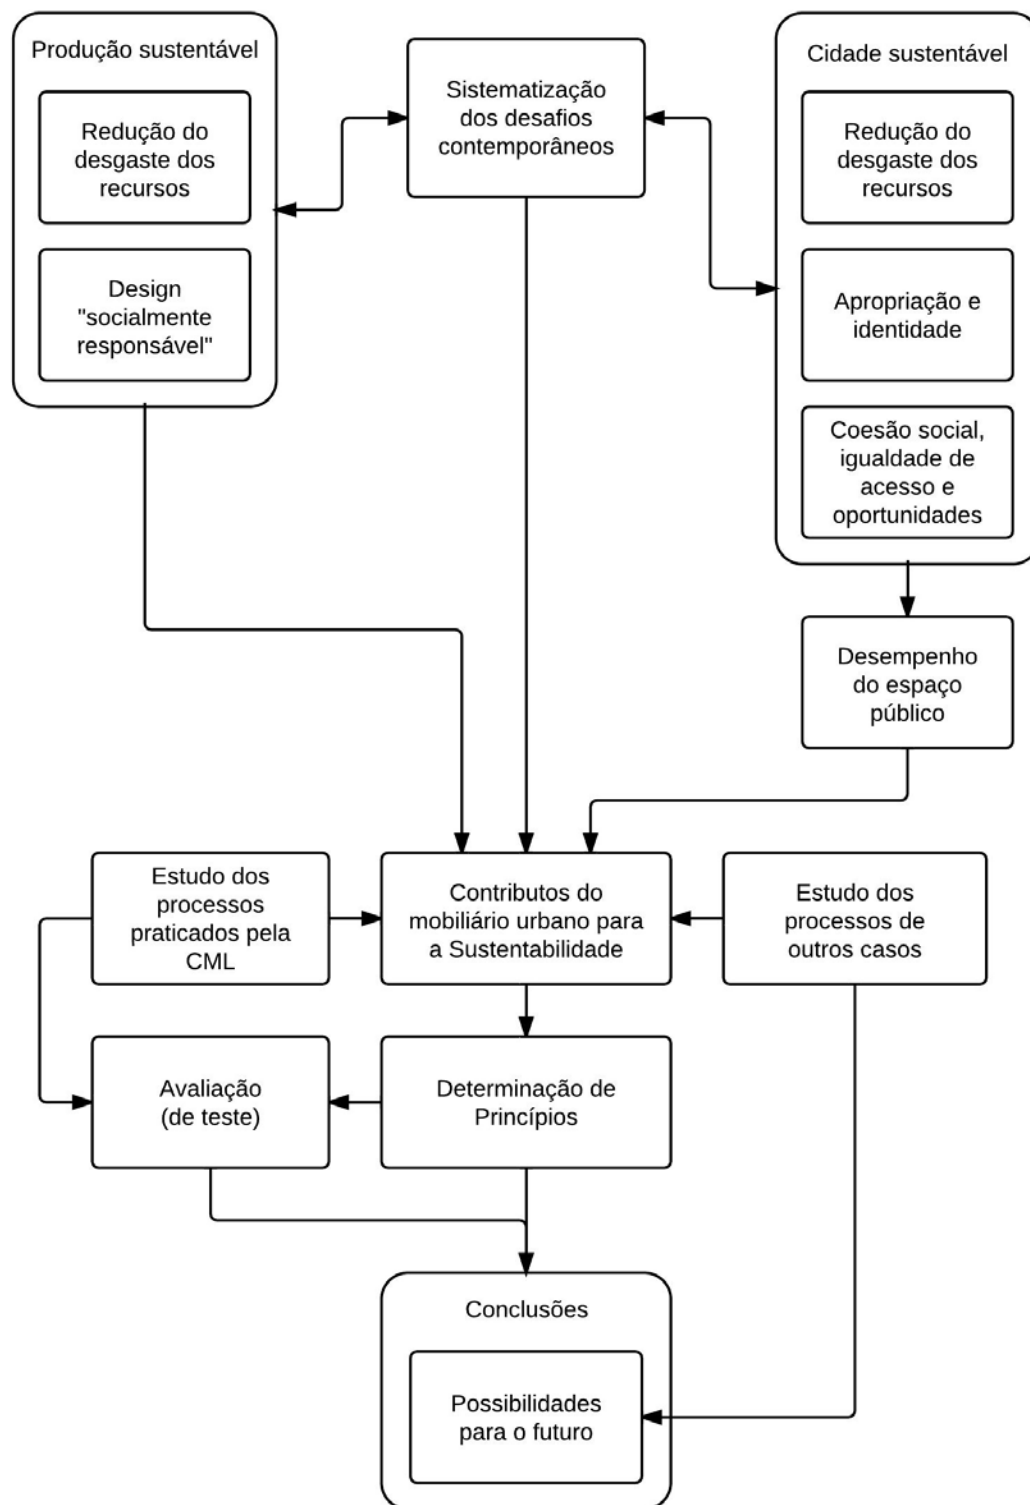 Produção sustentável
Redução do
desgaste dos
recursos
Design
"socialmente
responsável"
Sistematização
dos desafios
contemporâneos
Cidade sustentável
Redução do
desgaste dos
recursos
Apropriação e
identidade
Coesão social,
igualdade de
acesso e
oportunidades
Desempenho
do espaço
público
Estudo dos
processos
praticados pela
CML
Contributos do
mobiliário urbano para
a Sustentabilidade
Estudo dos
processos de
outros casos
Avaliação
(de teste)
Determinação de
Princípios
Conclusões
Possibilidades
para o futuro